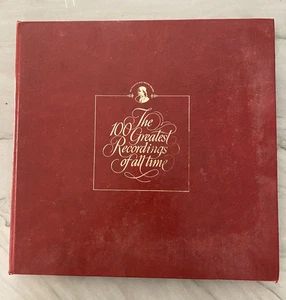 The
100 Greatest
Recordings
of all time